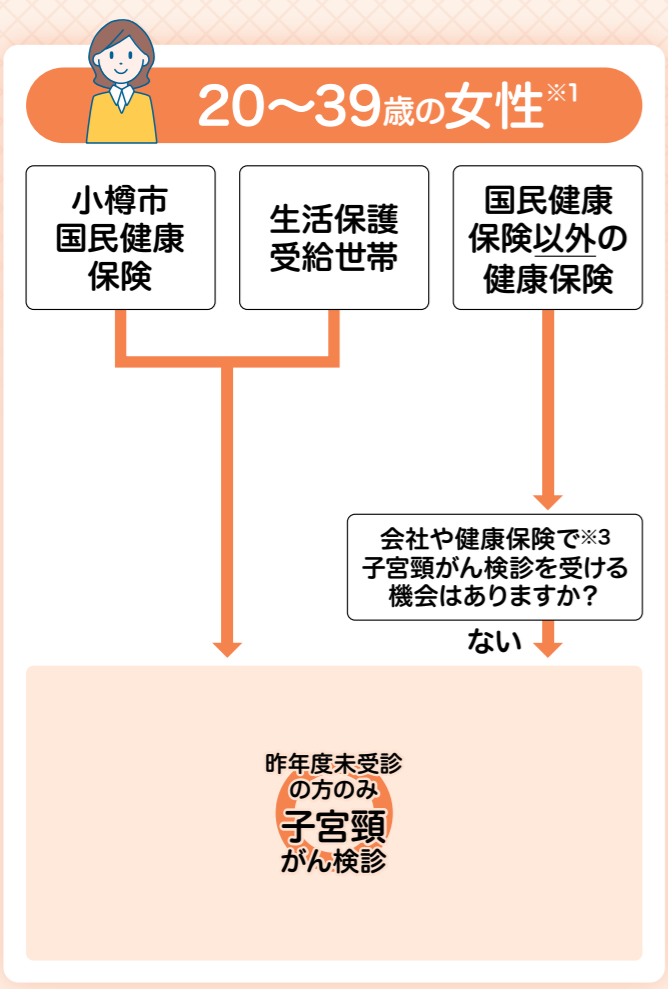 20〜39歳の女性※1
小樽市
国民健康
保険
生活保護
受給世帯
国民健康
保険以外の
健康保険
会社や健康保険で※3
子宮頸がん検診を受ける
機会はありますか?
ない
昨年度未受診
の方のみ
子宮頸
がん検診